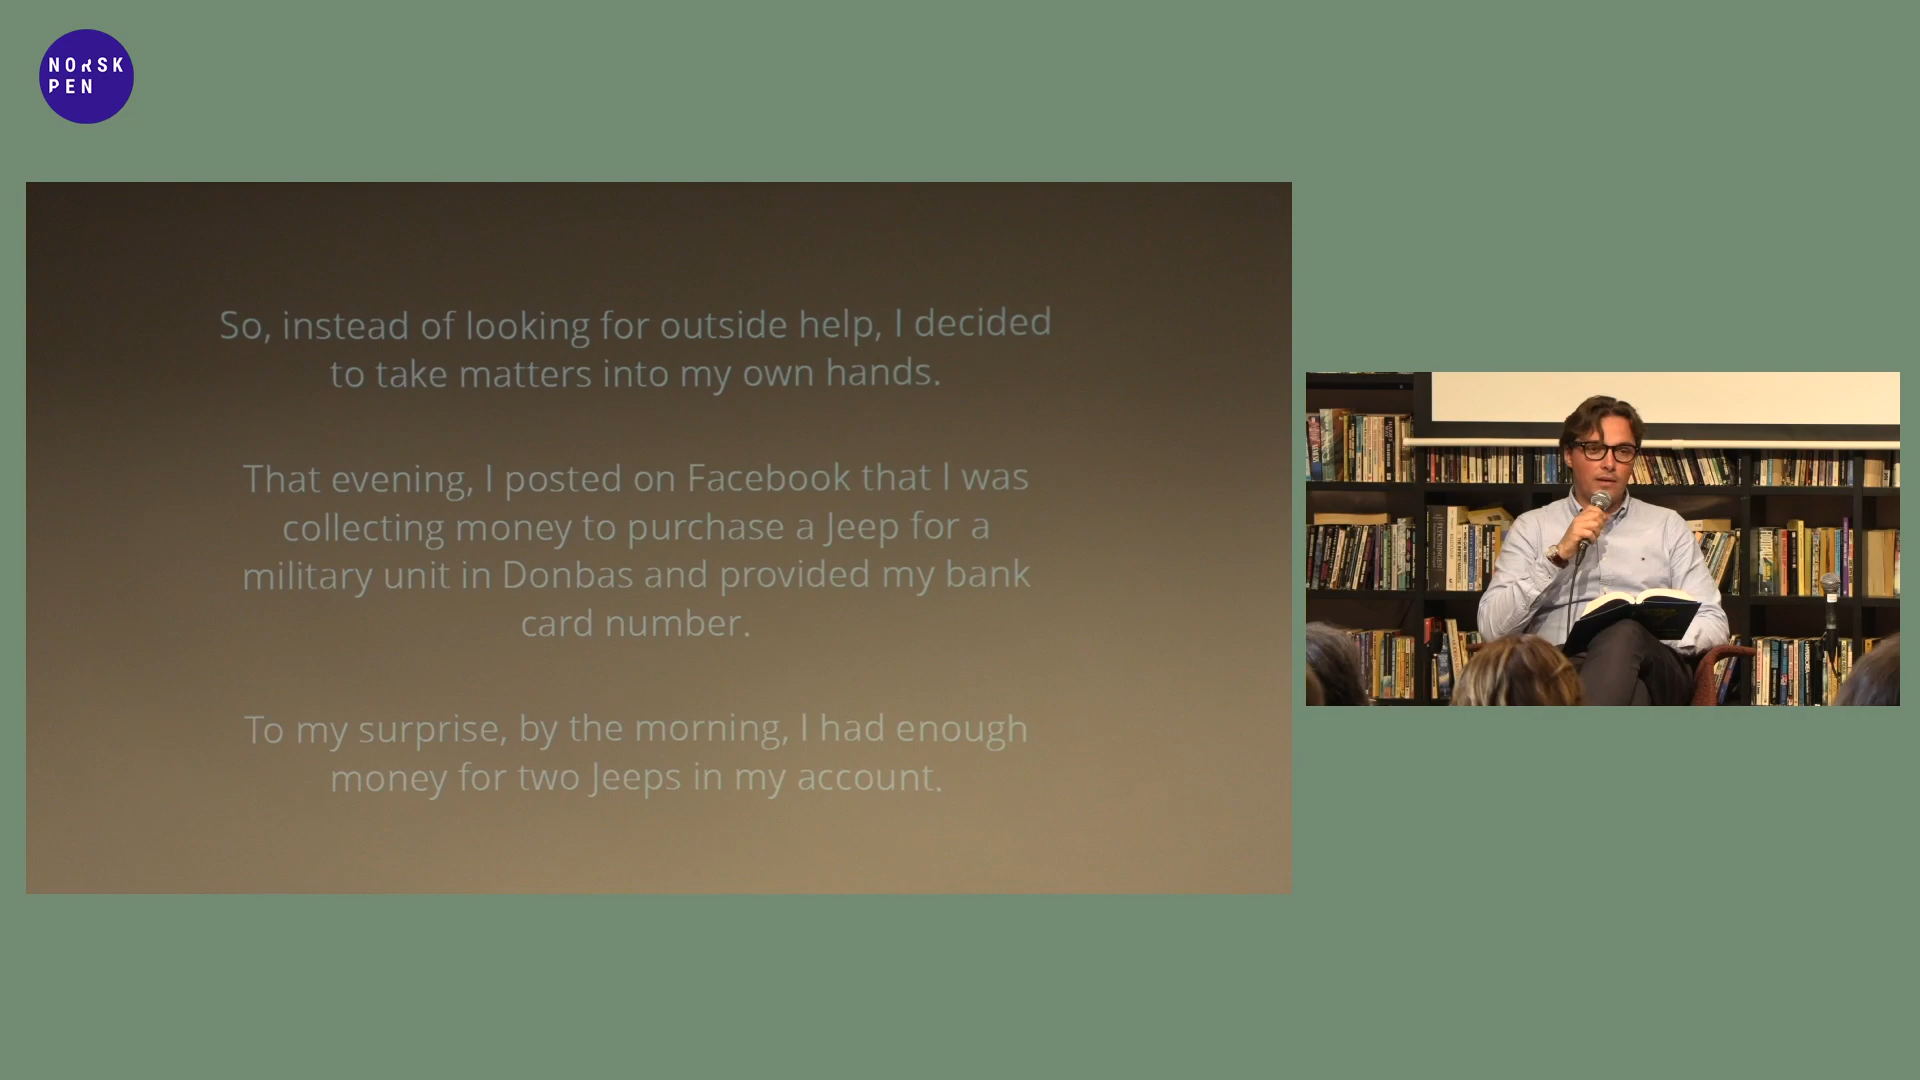 NORSK
PEN
So, instead of looking for outside help, I decided
to take matters into my own hands.
That evening, I posted on Facebook that I was
collecting money to purchase a Jeep for a
military unit in Donbas and provided my bank
card number.
To my surprise, by the morning, I had enough
money for two Jeeps in my account.